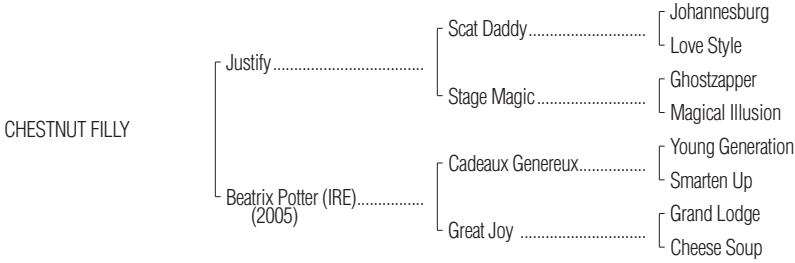 Johannesburg
Scat Daddy..............................
Love Style
Justify.....................................
Ghostzapper
Stage Magic............................
Magical Illusion
CHESTNUT FILLY
Young Generation
Cadeaux Genereux.................
Smarten Up
Beatrix Potter (IRE).................
(2005)
Grand Lodge
Great Joy ...............................
Cheese Soup